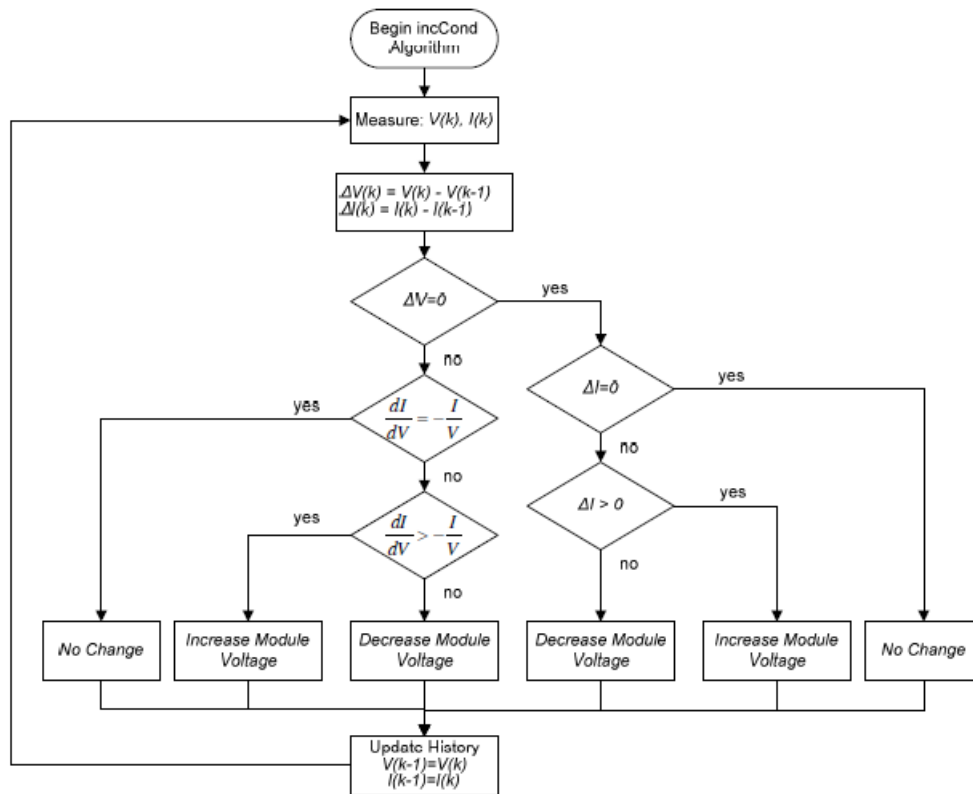 Begin incCond
Algorithm
Measure: V(k), I(k)
ΔV(k) = V(k) - V(k-1)
ΔI(k) = I(k) - I(k-1)
ΔV=0
yes
no
ΔI=0
yes
yes
dI/dV = -I/V
no
no
ΔI > 0
yes
yes
dI/dV > -I/V
no
no
No Change
Increase Module
Voltage
Decrease Module
Voltage
Decrease Module
Voltage
Increase Module
Voltage
No Change
Update History
V(k-1)=V(k)
I(k-1)=I(k)